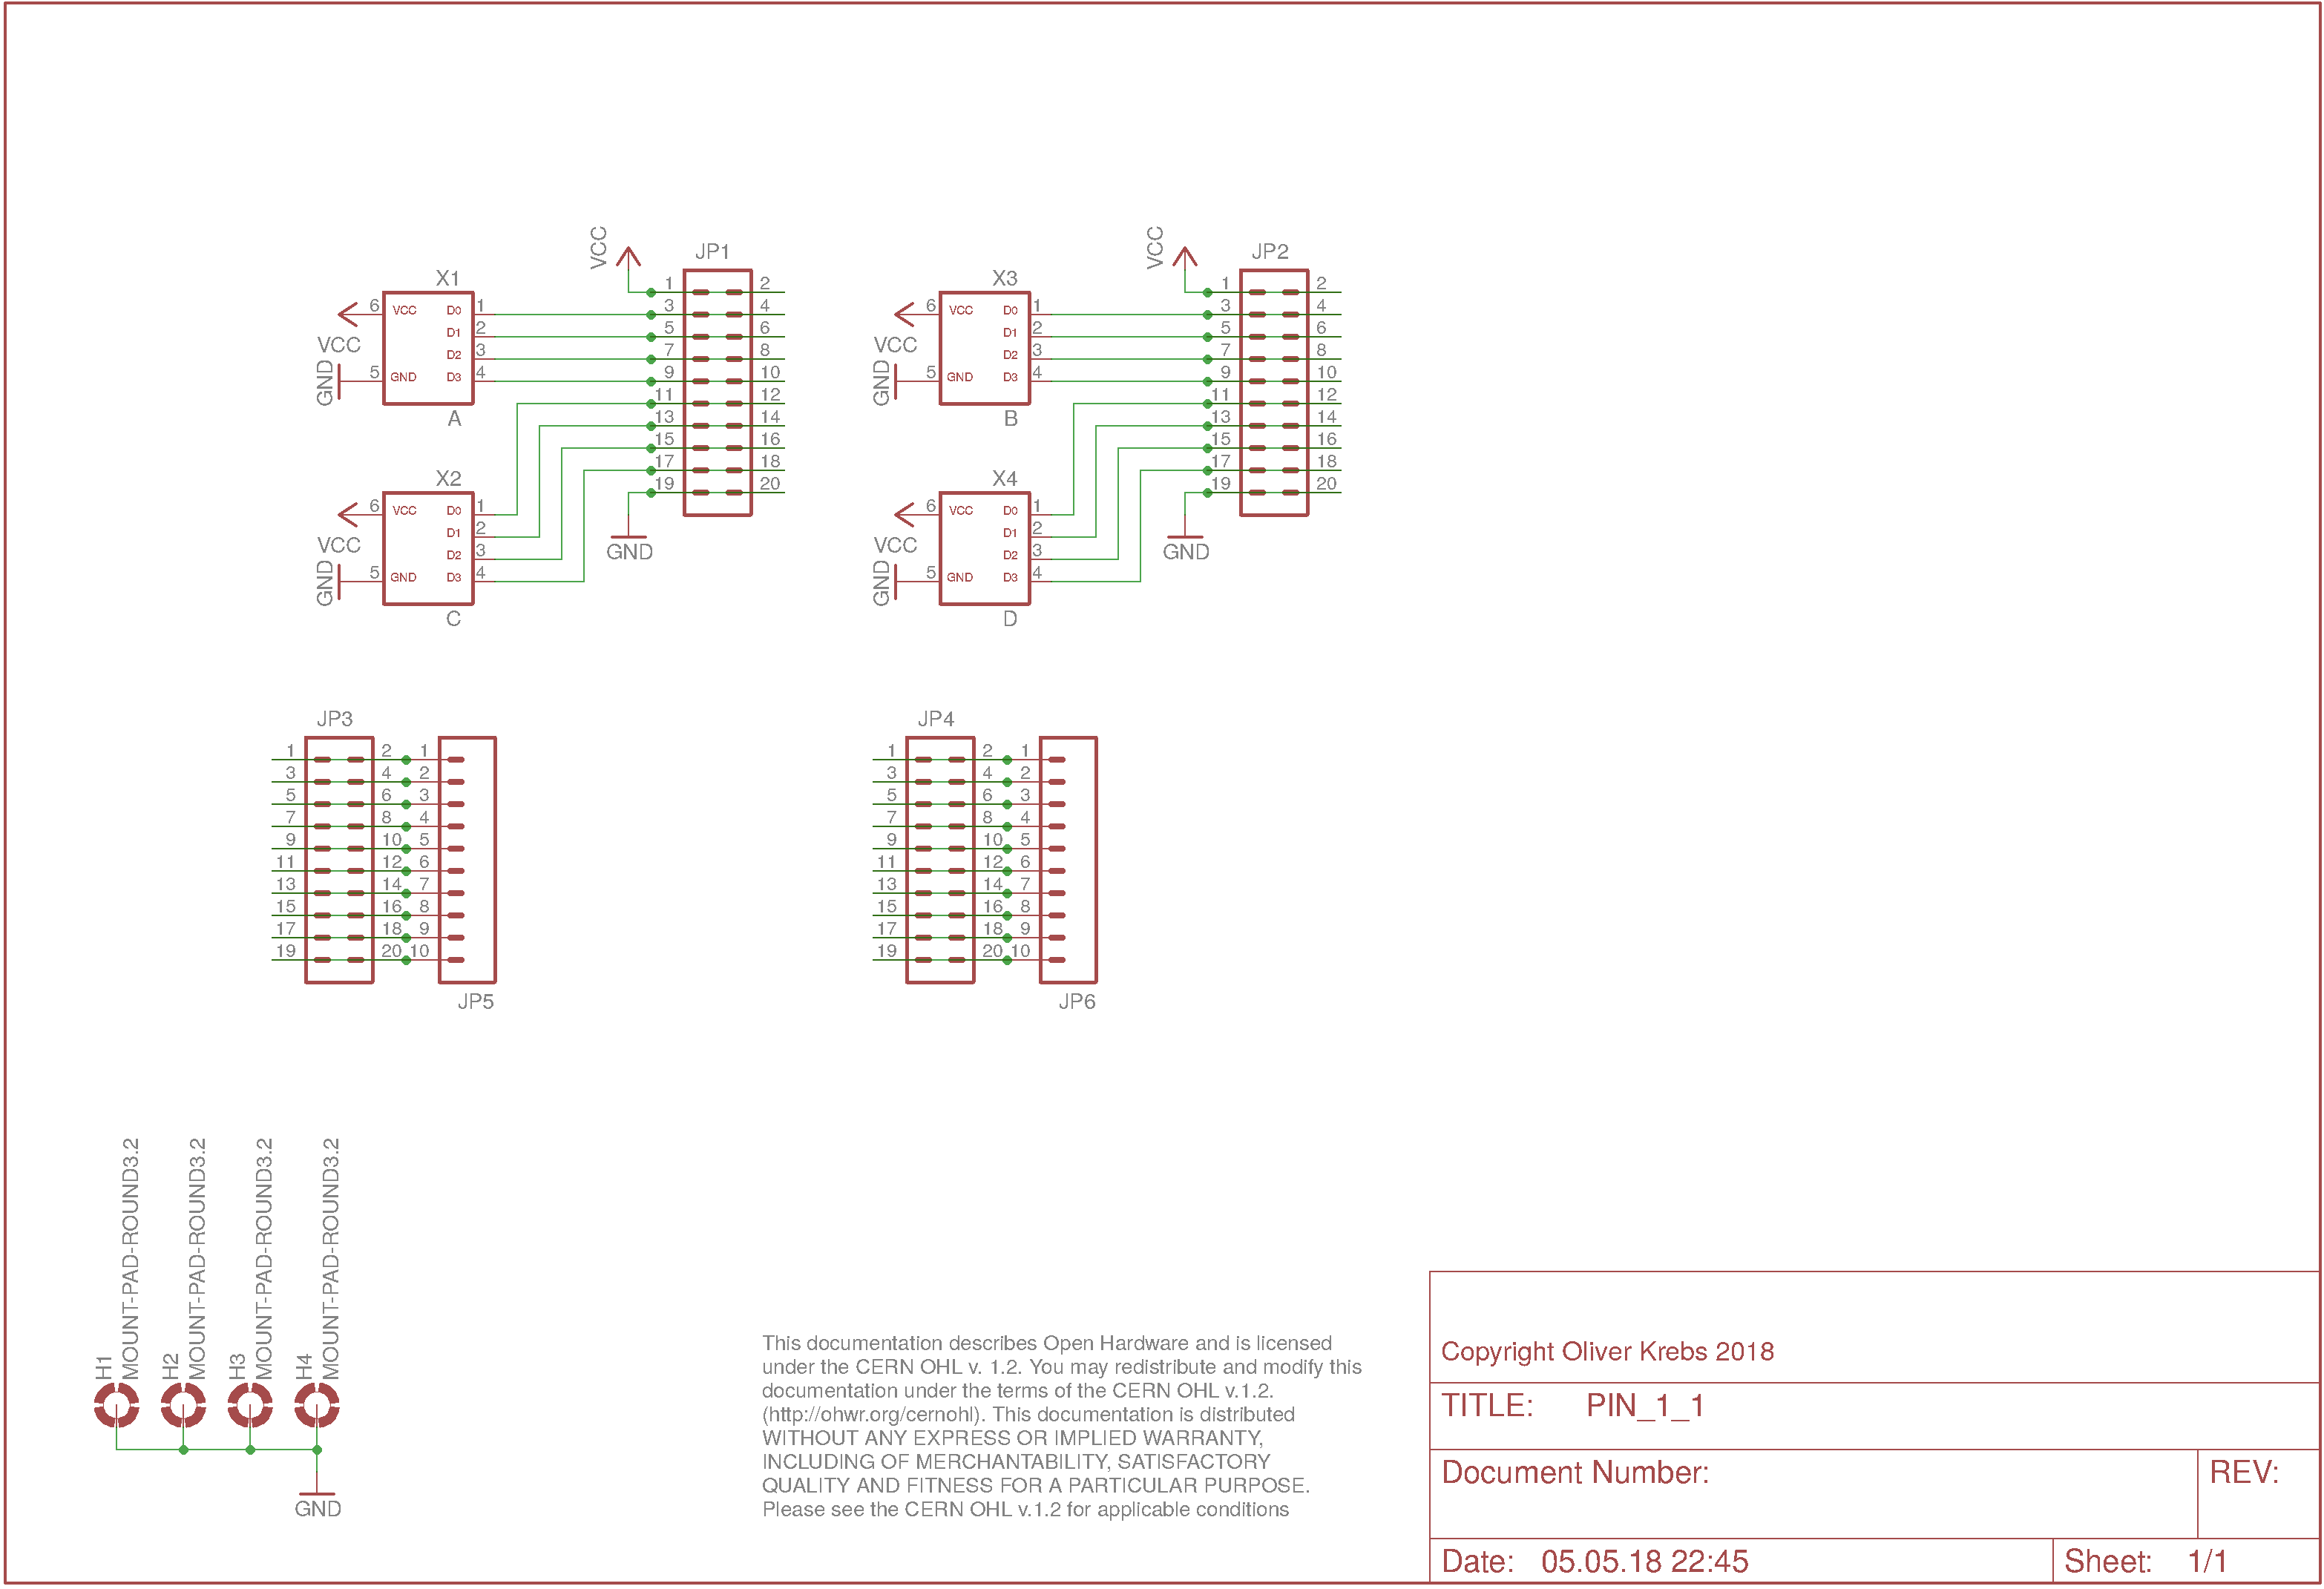 VCC JP1 VCC JP2
X1 X3
1 2 1 2
6 VCC D0 1 3 4 6 VCC D0 1 3 4
D1 2 5 6 D1 2 5 6
VCC D2 3 7 8 VCC D2 3 7 8
GND 5 GND D3 4 9 10 GND 5 GND D3 4 9 10
11 12 11 12
A 13 14 B 13 14
15 16 15 16
X2 17 18 X4 17 18
19 20 19 20
6 VCC D0 1 6 VCC D0 1
D1 2 D1 2
VCC D2 3 GND VCC D2 3 GND
GND 5 GND D3 4 GND 5 GND D3 4
C D
JP3 JP4
1 2 1 1 2 1
3 4 2 3 4 2
5 6 3 5 6 3
7 8 4 7 8 4
9 10 5 9 10 5
11 12 6 11 12 6
13 14 7 13 14 7
15 16 8 15 16 8
17 18 9 17 18 9
19 20 10 19 20 10
JP5 JP6
H1
MOUNT-PAD-ROUND3.2
H2
MOUNT-PAD-ROUND3.2
H3
MOUNT-PAD-ROUND3.2
H4
MOUNT-PAD-ROUND3.2
GND
This documentation describes Open Hardware and is licensed
under the CERN OHL v. 1.2. You may redistribute and modify this
documentation under the terms of the CERN OHL v.1.2.
(http://ohwr.org/cernohl). This documentation is distributed
WITHOUT ANY EXPRESS OR IMPLIED WARRANTY,
INCLUDING OF MERCHANTABILITY, SATISFACTORY
QUALITY AND FITNESS FOR A PARTICULAR PURPOSE.
Please see the CERN OHL v.1.2 for applicable conditions
Copyright Oliver Krebs 2018
TITLE: PIN_1_1
Document Number: REV:
Date: 05.05.18 22:45 Sheet: 1/1